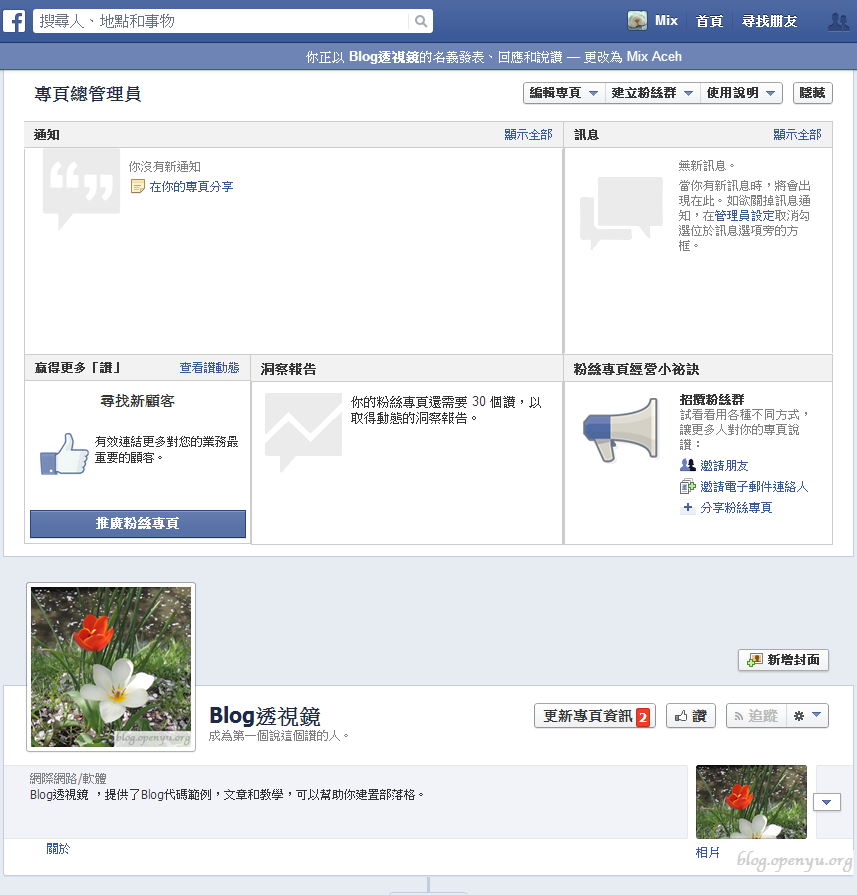 搜尋人、地點和事物
Mix 首頁 尋找朋友
你正以 Blog透視鏡的名義發表、回應和說讚 — 更改為 Mix Aceh
專頁總管理員
編輯專頁 建立粉絲群 使用說明 隱藏
通知 顯示全部
你沒有新通知
在你的專頁分享
訊息 顯示全部
無新訊息。
當你有新訊息時，將會出
現在此。如欲關掉訊息通
知，在管理員設定取消勾
選位於訊息選項旁的方
框。
贏得更多「讚」 查看讚動態
尋找新顧客
有效連結更多對您的業務最
重要的顧客。
推廣粉絲專頁
洞察報告
你的粉絲專頁還需要 30 個讚，以
取得動態的洞察報告。
粉絲專頁經營小祕訣
招攬粉絲群
試看看用各種不同方式，
讓更多人對你的專頁說
讚：
邀請朋友
邀請電子郵件連絡人
分享粉絲專頁
新增封面
blog.openyu.org
Blog透視鏡
成為第一個說這個讚的人。
更新專頁資訊 2 讚 追蹤
網際網路/軟體
Blog透視鏡 ，提供了Blog代碼範例，文章和教學，可以幫助你建置部落格。
關於
相片
blog.openyu.org